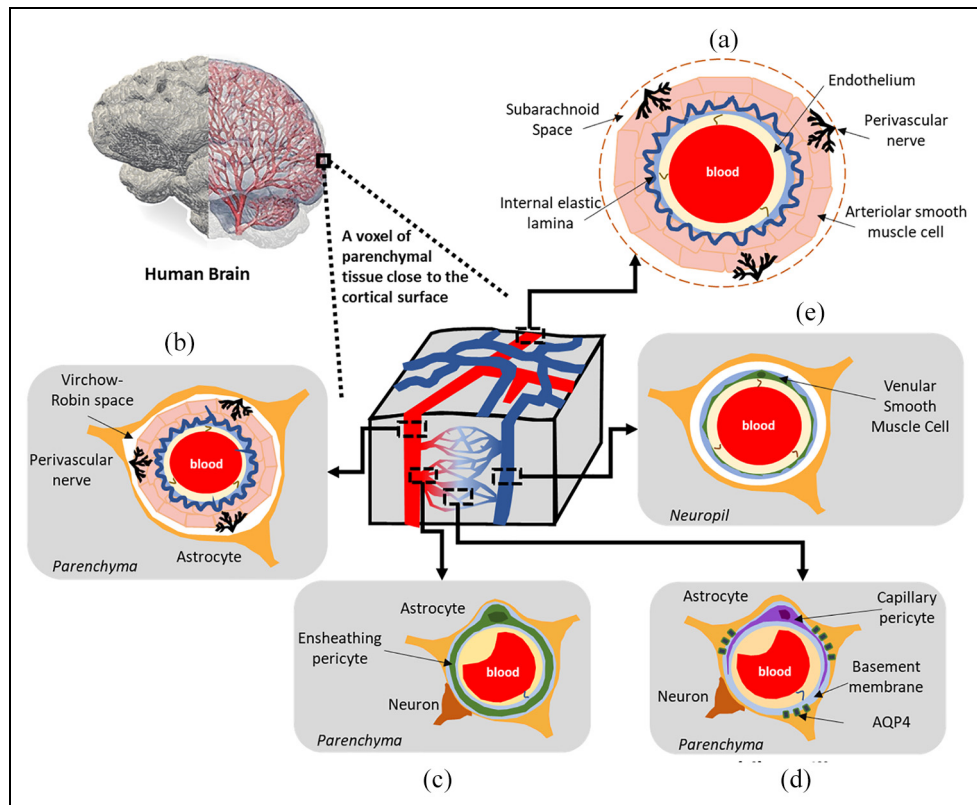 (a)
Subarachnoid
Space
Endothelium
Perivascular
nerve
blood
Internal elastic
lamina
Arteriolar smooth
muscle cell
Human Brain
A voxel of
parenchymal
tissue close to the
cortical surface
(b)
Virchow-
Robin space
Perivascular
nerve
blood
Astrocyte
Parenchyma
(e)
Venular
Smooth
Muscle Cell
blood
Neuropil
Astrocyte
Ensheathing
pericyte
blood
Neuron
Parenchyma
(c)
Astrocyte
Capillary
pericyte
blood
Basement
membrane
Neuron
AQP4
Parenchyma
(d)